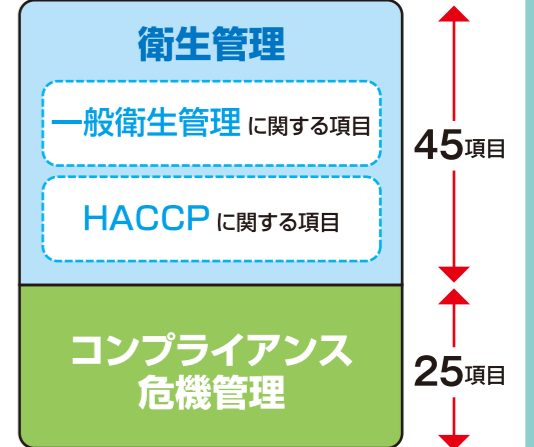 衛生管理
一般衛生管理に関する項目
45項目
HACCPに関する項目
コンプライアンス
危機管理
25項目